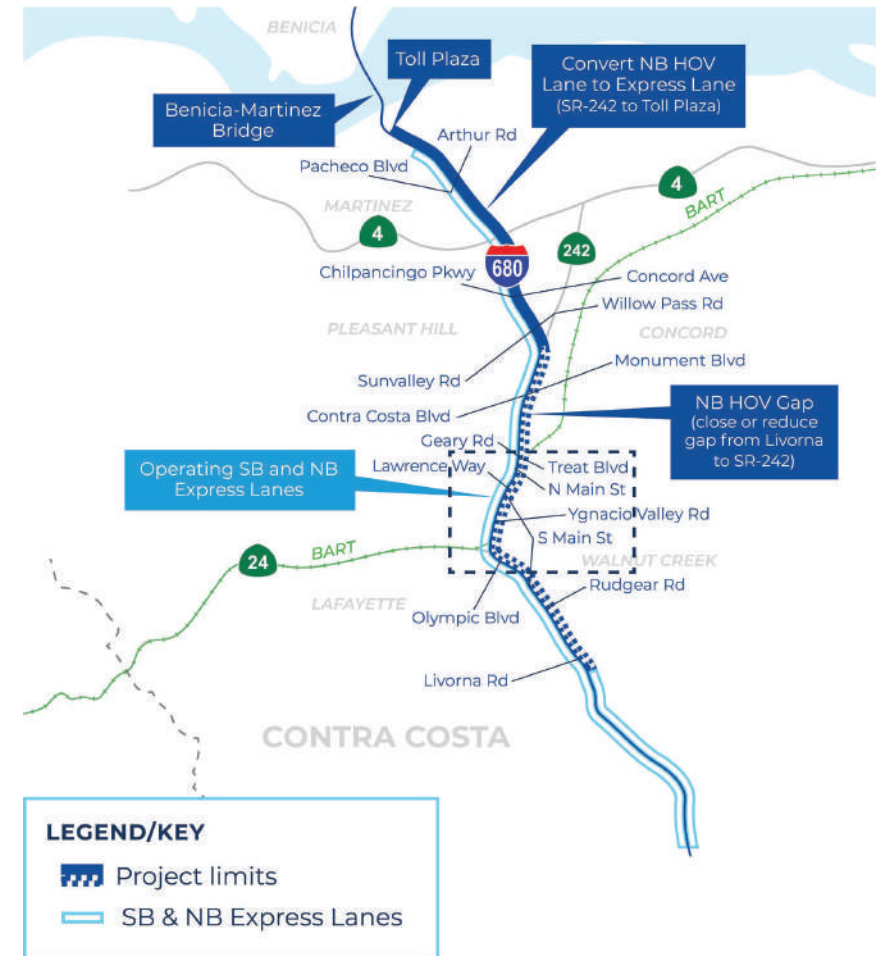 BENICIA
Toll Plaza
Convert NB HOV
Lane to Express Lane
(SR-242 to Toll Plaza)
Benicia-Martinez
Bridge
Arthur Rd
Pacheco Blvd
4
BART
MARTINEZ
4
242
680
Chilpancingo Pkwy
Concord Ave
Willow Pass Rd
PLEASANT HILL
CONCORD
Monument Blvd
Sunvalley Rd
NB HOV Gap
(close or reduce
gap from Livorna
to SR-242)
Contra Costa Blvd
Geary Rd
Operating SB and NB
Express Lanes
Lawrence Way
Treat Blvd
N Main St
Ygnacio Valley Rd
S Main St
24
BART
WALNUT CREEK
Rudgear Rd
LAFAYETTE
Olympic Blvd
Livorna Rd
CONTRA COSTA
LEGEND/KEY
Project limits
SB & NB Express Lanes